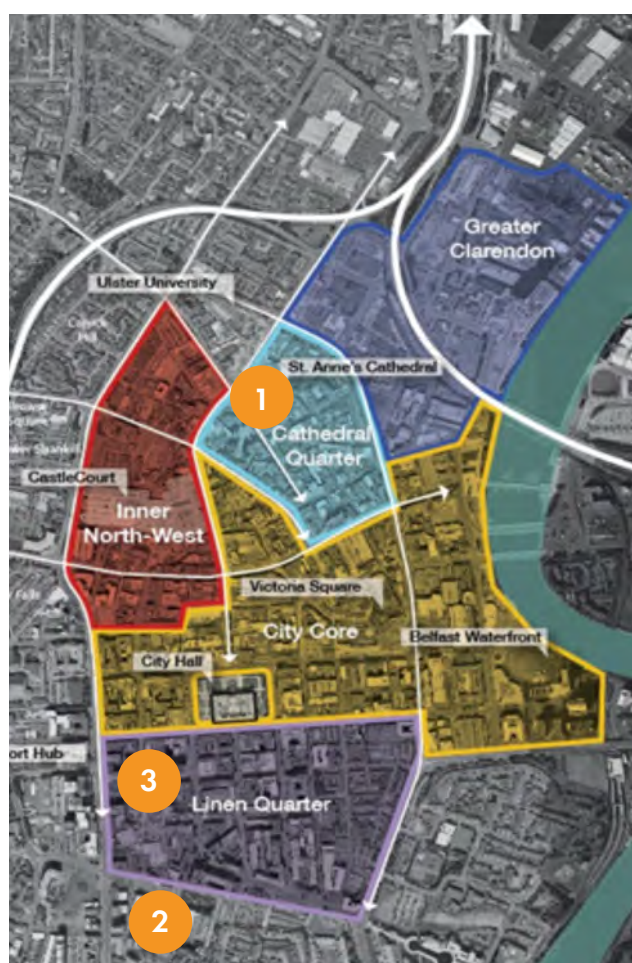 Greater
Clarendon
Ulster University
St. Anne's Cathedral
1
Cathedral
Quarter
CastleCourt
Inner
North-West
Victoria Square
City Core
Belfast Waterfront
City Hall
ort Hub
3
Linen Quarter
2